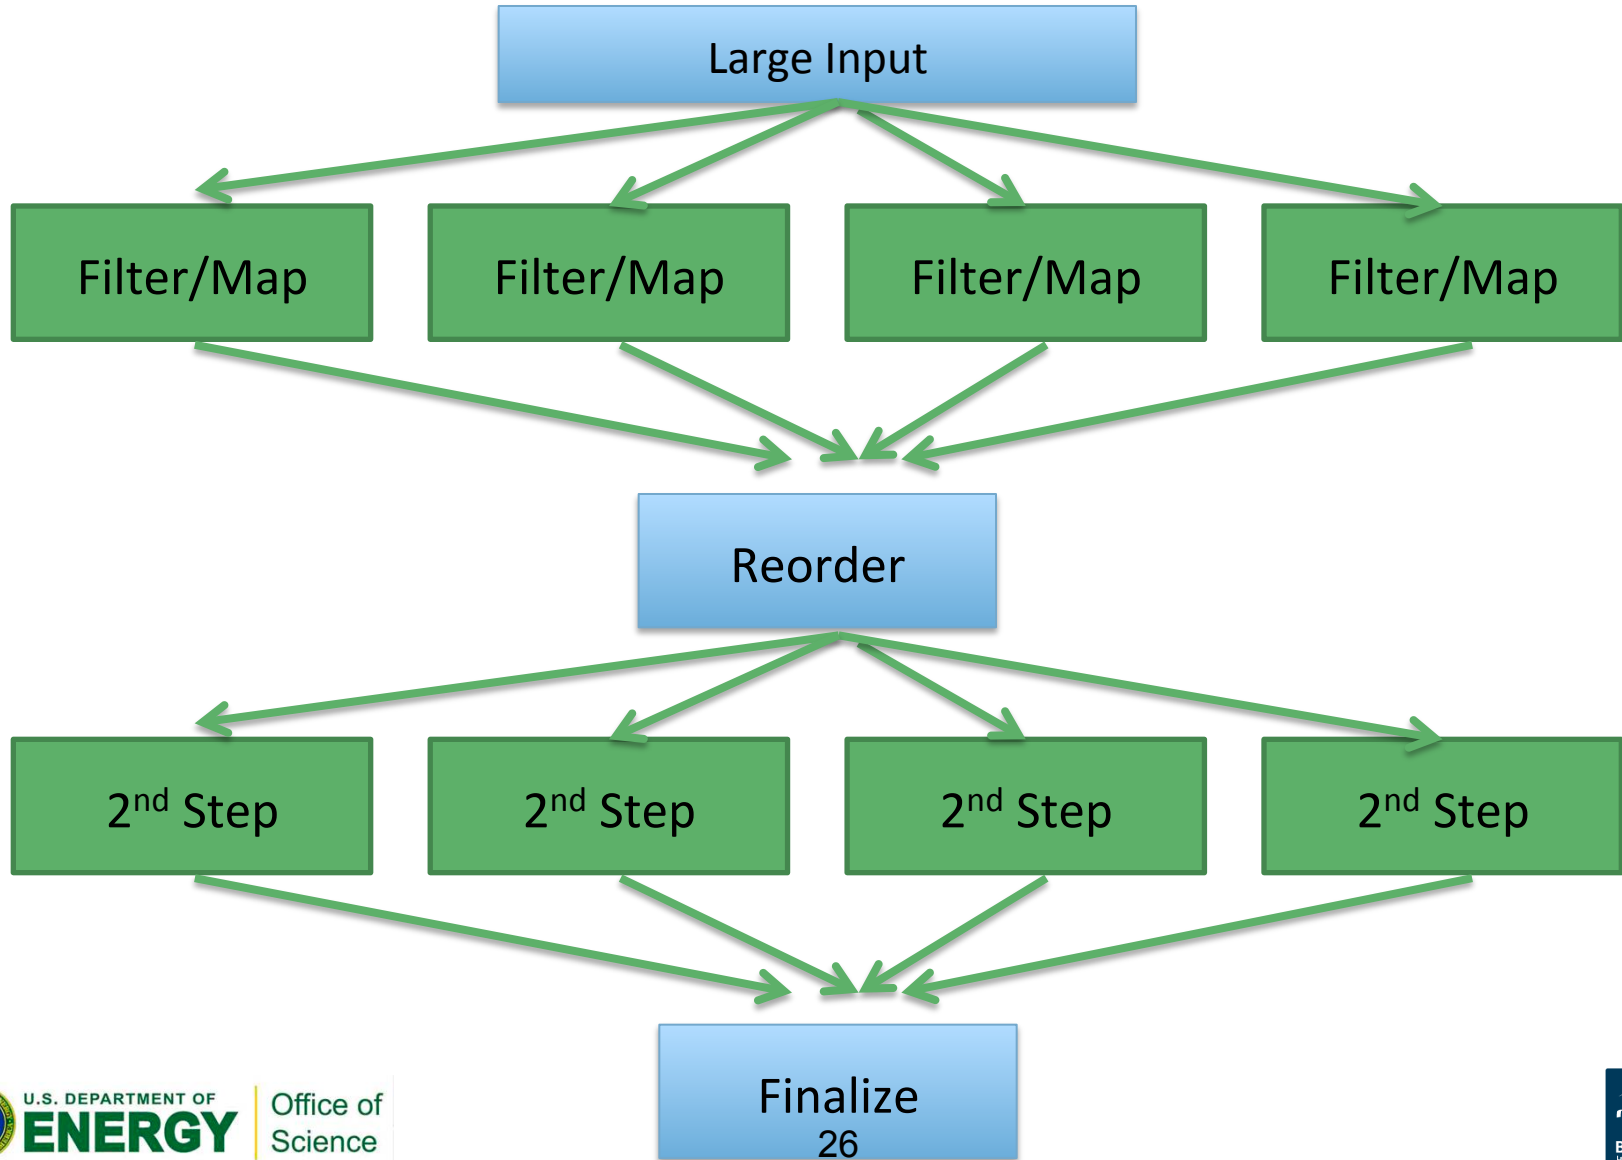 Large Input
Filter/Map Filter/Map Filter/Map Filter/Map
Reorder
2nd Step 2nd Step 2nd Step 2nd Step
Finalize
26
U.S. DEPARTMENT OF
ENERGY
Office of
Science